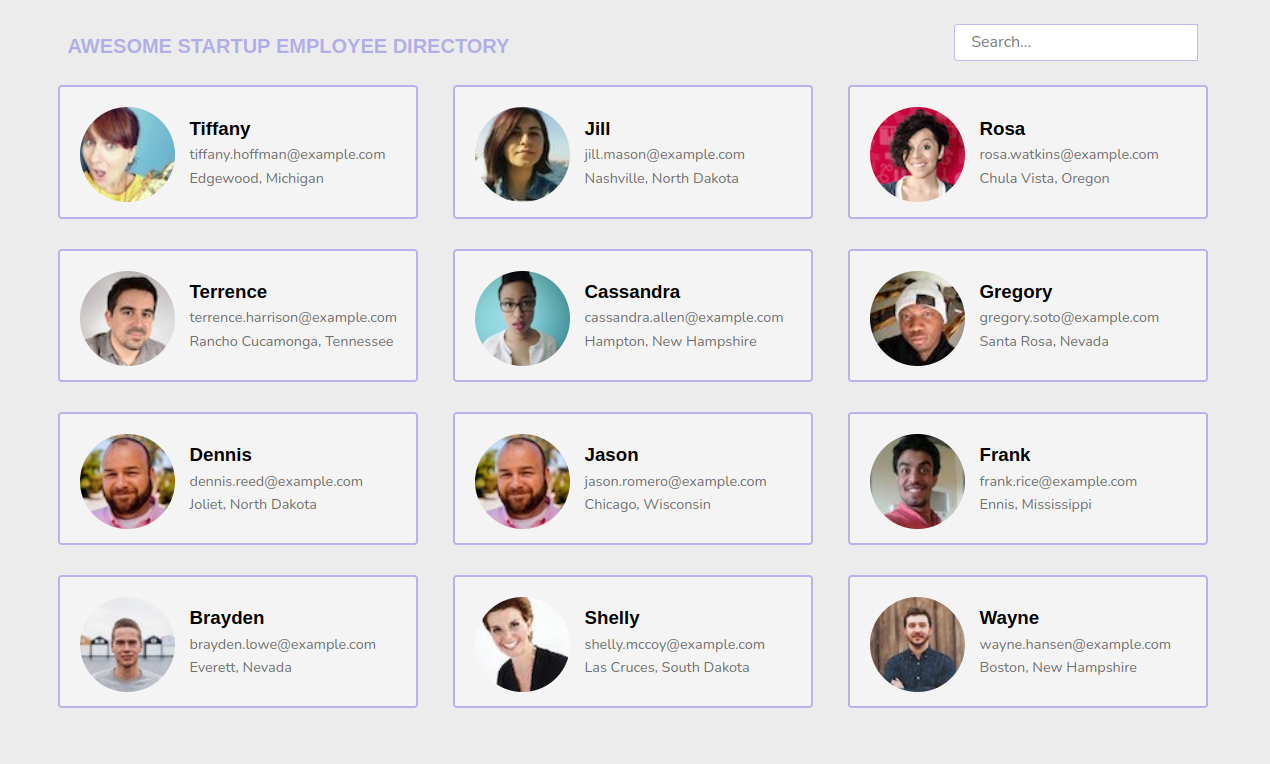 AWESOME STARTUP EMPLOYEE DIRECTORY
Search...
Tiffany
tiffany.hoffman@example.com
Edgewood, Michigan
Jill
jill.mason@example.com
Nashville, North Dakota
Rosa
rosa.watkins@example.com
Chula Vista, Oregon
Terrence
terrence.harrison@example.com
Rancho Cucamonga, Tennessee
Cassandra
cassandra.allen@example.com
Hampton, New Hampshire
Gregory
gregory.soto@example.com
Santa Rosa, Nevada
Dennis
dennis.reed@example.com
Joliet, North Dakota
Jason
jason.romero@example.com
Chicago, Wisconsin
Frank
frank.rice@example.com
Ennis, Mississippi
Brayden
brayden.lowe@example.com
Everett, Nevada
Shelly
shelly.mccoy@example.com
Las Cruces, South Dakota
Wayne
wayne.hansen@example.com
Boston, New Hampshire